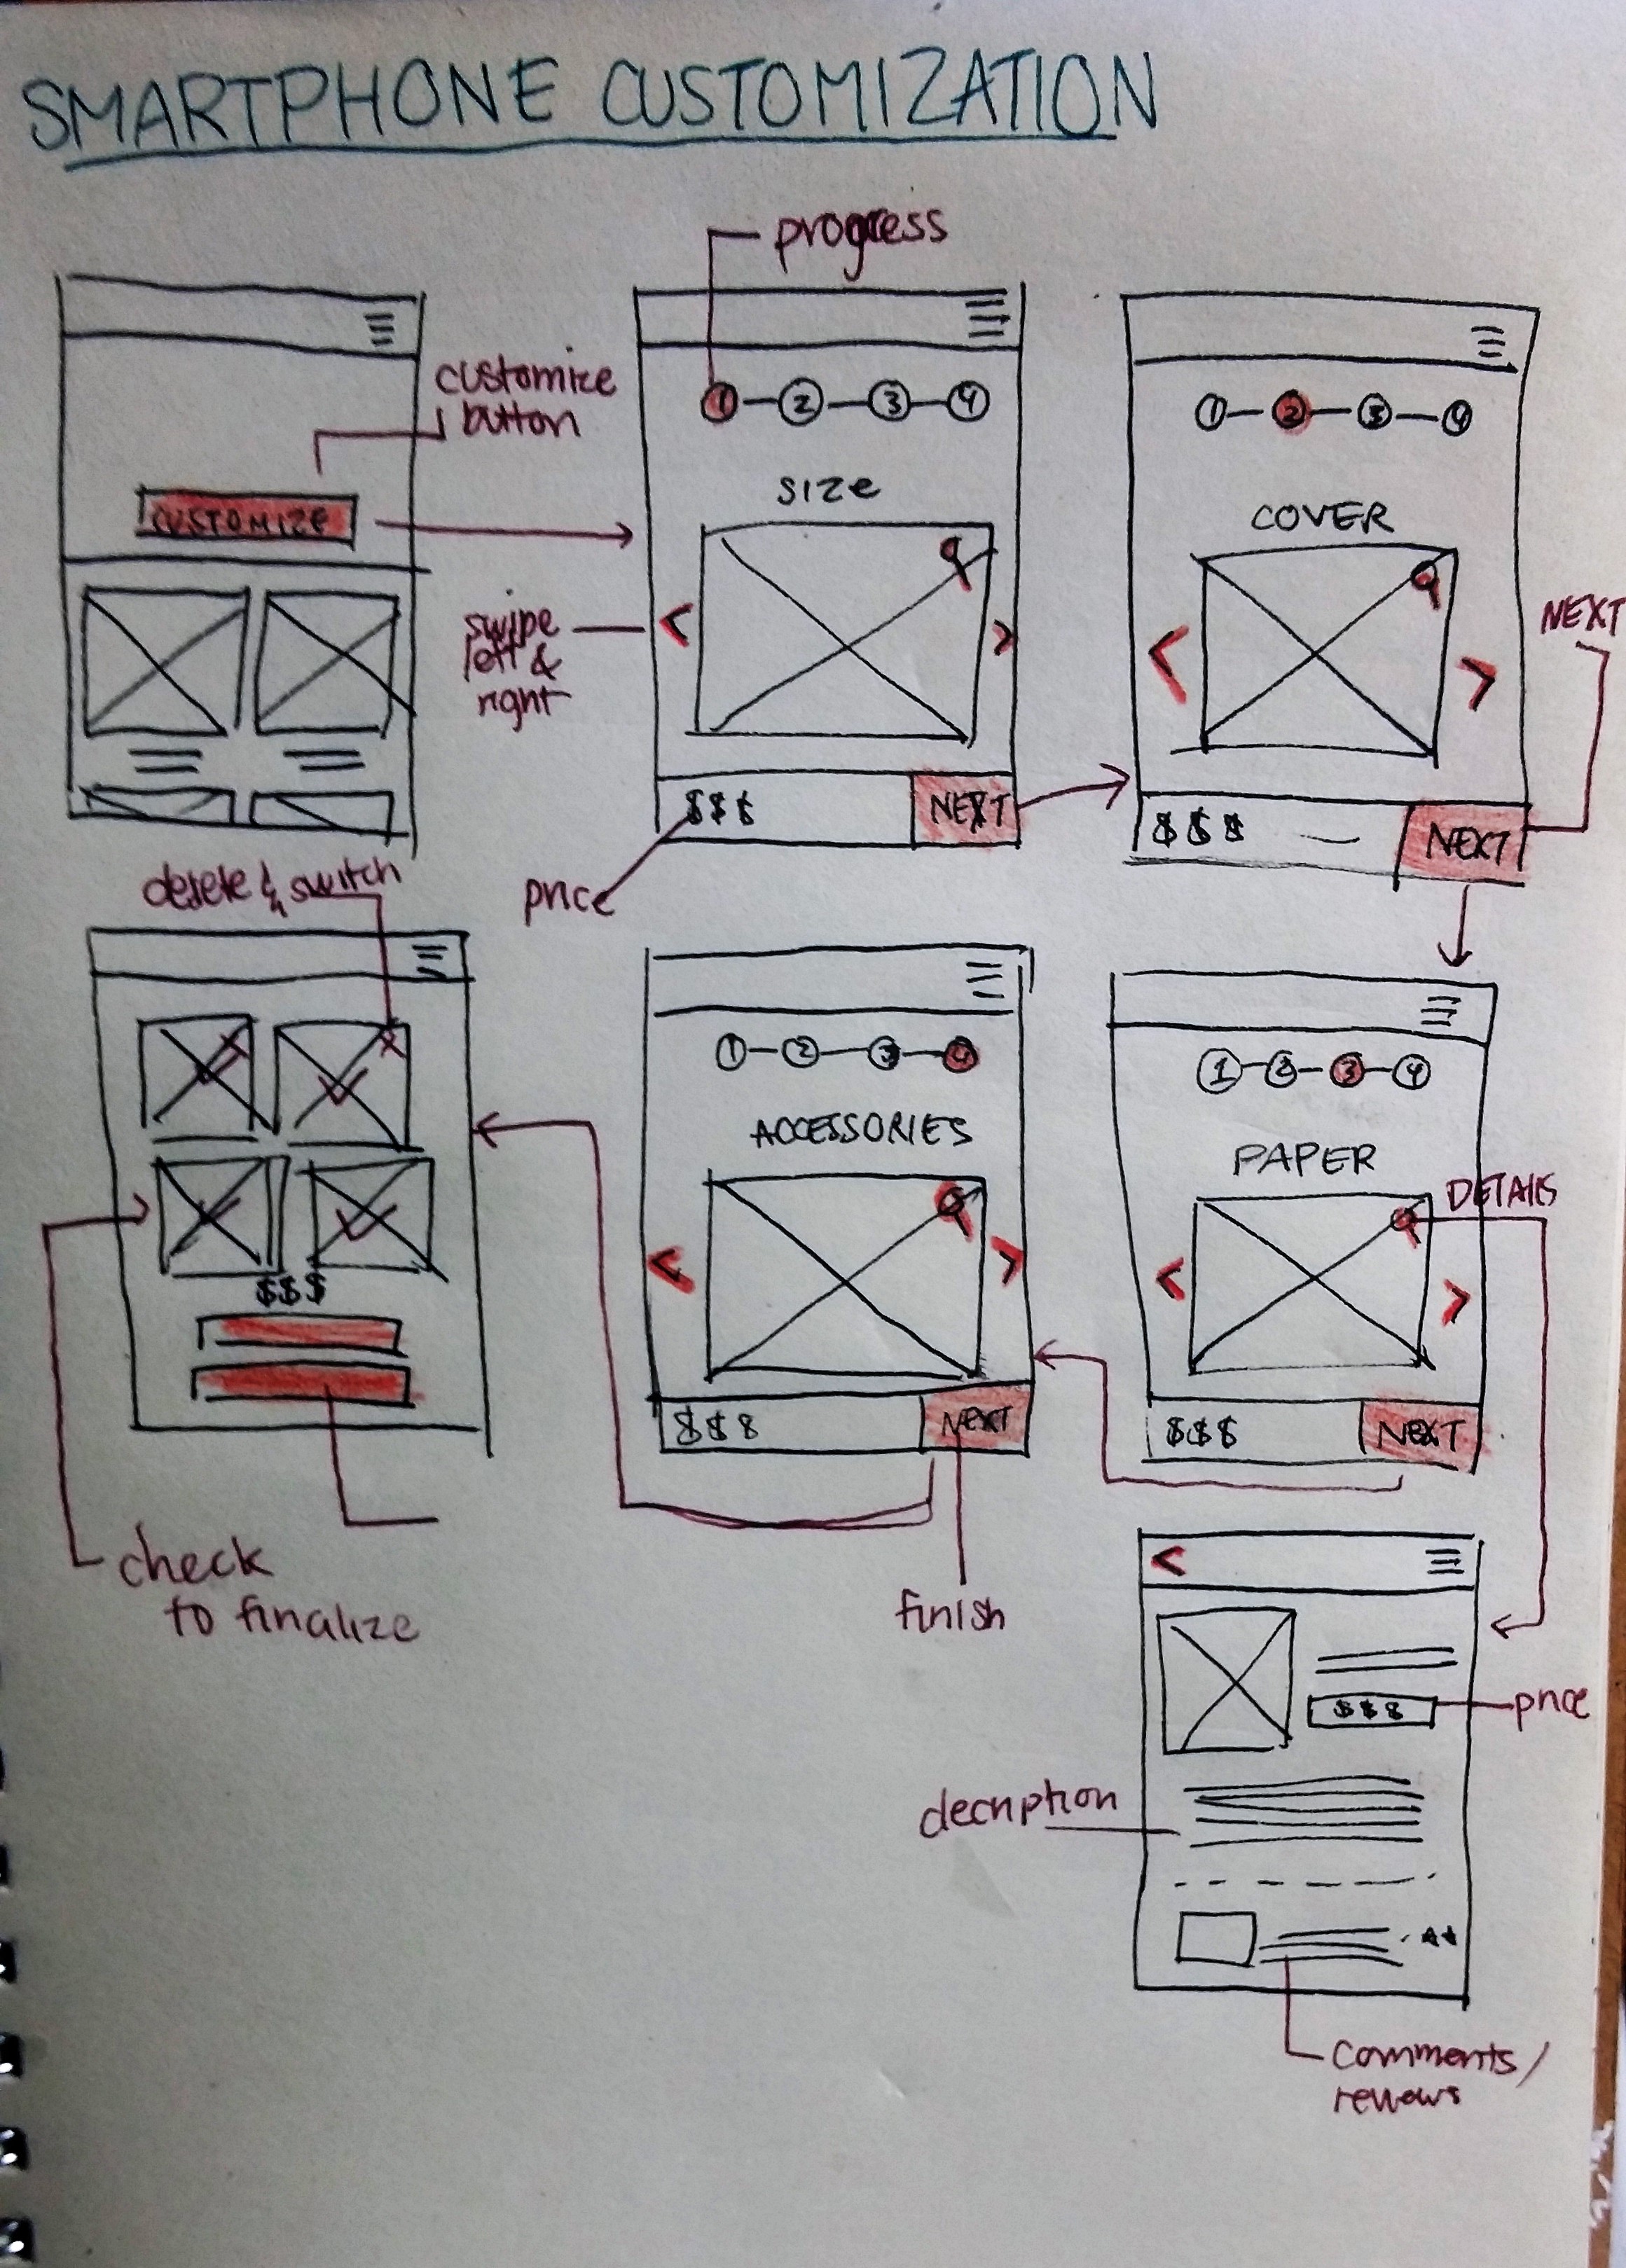 SMARTPHONE CUSTOMIZATION
progress
customize
button
CUSTOMIZE
1 2 3 4
SIZE
swipe
left &
right
$$$ NEXT
price
1 2 3 4
COVER
NEXT
$$$ NEXT
delete & switch
$$$
check
to finalize
1 2 3 4
ACCESSORIES
$$$ NEXT
finish
1 2 3 4
PAPER
DETAILS
$$$ NEXT
$$$
price
decription
comments/
reviews